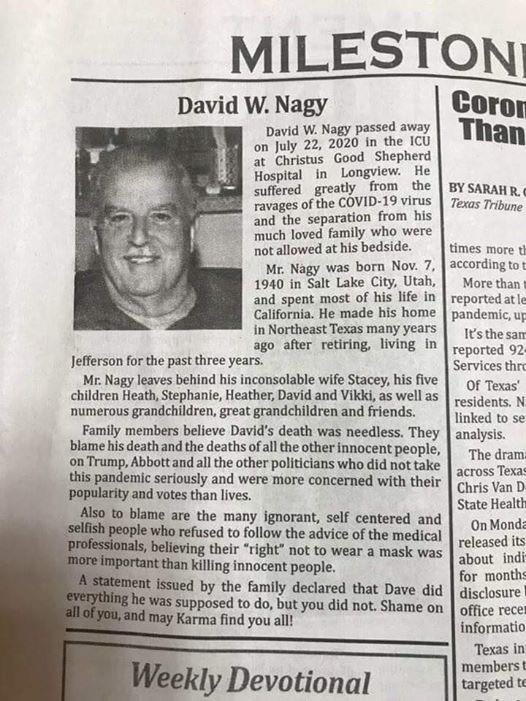 MILESTON
David W. Nagy
David W. Nagy passed away
on July 22, 2020 in the ICU
at Christus Good Shepherd
Hospital in Longview. He
suffered greatly from the
ravages of the COVID-19 virus
and the separation from his
much loved family who were
not allowed at his bedside.
Mr. Nagy was born Nov. 7,
1940 in Salt Lake City, Utah,
and spent most of his life in
California. He made his home
in Northeast Texas many years
ago after retiring, living in
Jefferson for the past three years.
Mr. Nagy leaves behind his inconsolable wife Stacey, his five
children Heath, Stephanie, Heather, David and Vikki, as well as
numerous grandchildren, great grandchildren and friends.
Family members believe David's death was needless. They
blame his death and the deaths of all the other innocent people,
on Trump, Abbott and all the other politicians who did not take
this pandemic seriously and were more concerned with their
popularity and votes than lives.
Also to blame are the many ignorant, self centered and
selfish people who refused to follow the advice of the medical
professionals, believing their “right” not to wear a mask was
more important than killing innocent people.
A statement issued by the family declared that Dave did
everything he was supposed to do, but you did not. Shame on
all of you, and may Karma find you all!
Weekly Devotional
Coron
Than
BY SARAH R.
Texas Tribune
times more th
according to t
More than
reported at le
pandemic, up
It's the sam
reported 92
Services thro
Of Texas'
residents. N
linked to se
analysis.
The drama
across Texas
Chris Van D
State Health
On Monda
released its
about indi
for months
disclosure
office recei
informatio
Texas in
members t
targeted te